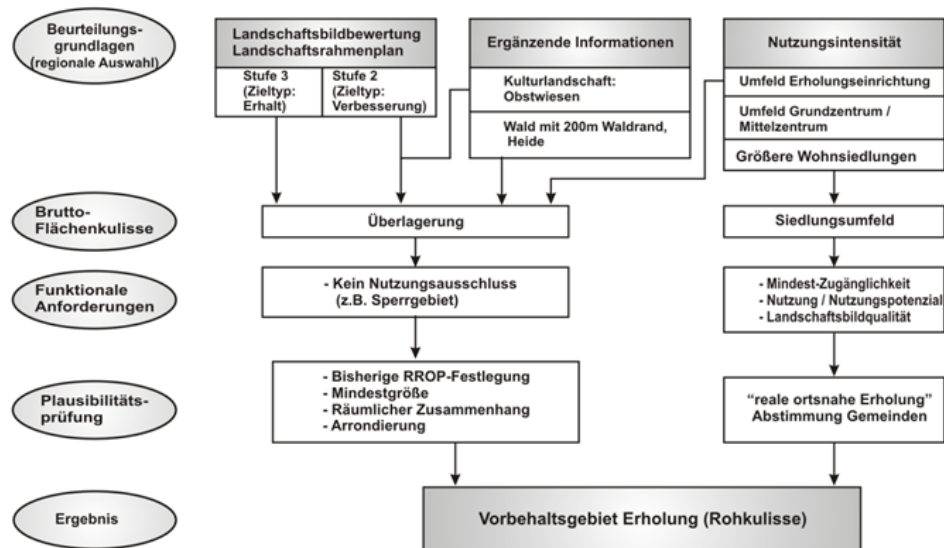 Beurteilungs-
grundlagen
(regionale Auswahl)
Landschaftsbildbewertung
Landschaftsrahmenplan
Stufe 3
(Zieltyp:
Erhalt)
Stufe 2
(Zieltyp:
Verbesserung)
Ergänzende Informationen
Kulturlandschaft:
Obstwiesen
Wald mit 200m Waldrand,
Heide
Nutzungsintensität
Umfeld Erholungseinrichtung
Umfeld Grundzentrum /
Mittelzentrum
Größere Wohnsiedlungen
Brutto-
Flächenkulisse
Überlagerung
Siedlungsumfeld
Funktionale
Anforderungen
- Kein Nutzungsausschluss
(z.B. Sperrgebiet)
- Mindest-Zugänglichkeit
- Nutzung / Nutzungspotenzial
- Landschaftsbildqualität
Plausibilitäts-
prüfung
- Bisherige RROP-Festlegung
- Mindestgröße
- Räumlicher Zusammenhang
- Arrondierung
“reale ortsnahe Erholung”
Abstimmung Gemeinden
Ergebnis
Vorbehaltsgebiet Erholung (Rohkulisse)